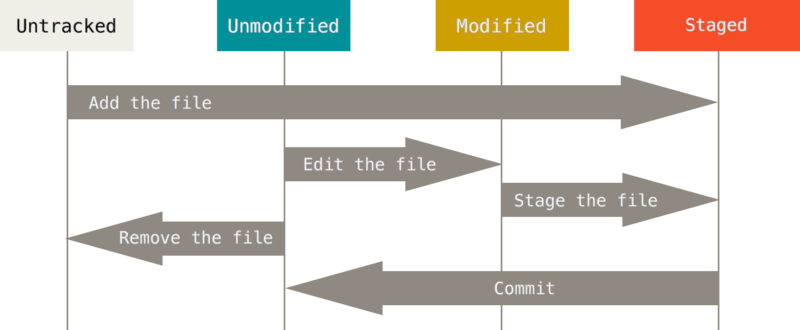 Untracked
Unmodified
Modified
Staged
Add the file
Edit the file
Stage the file
Remove the file
Commit